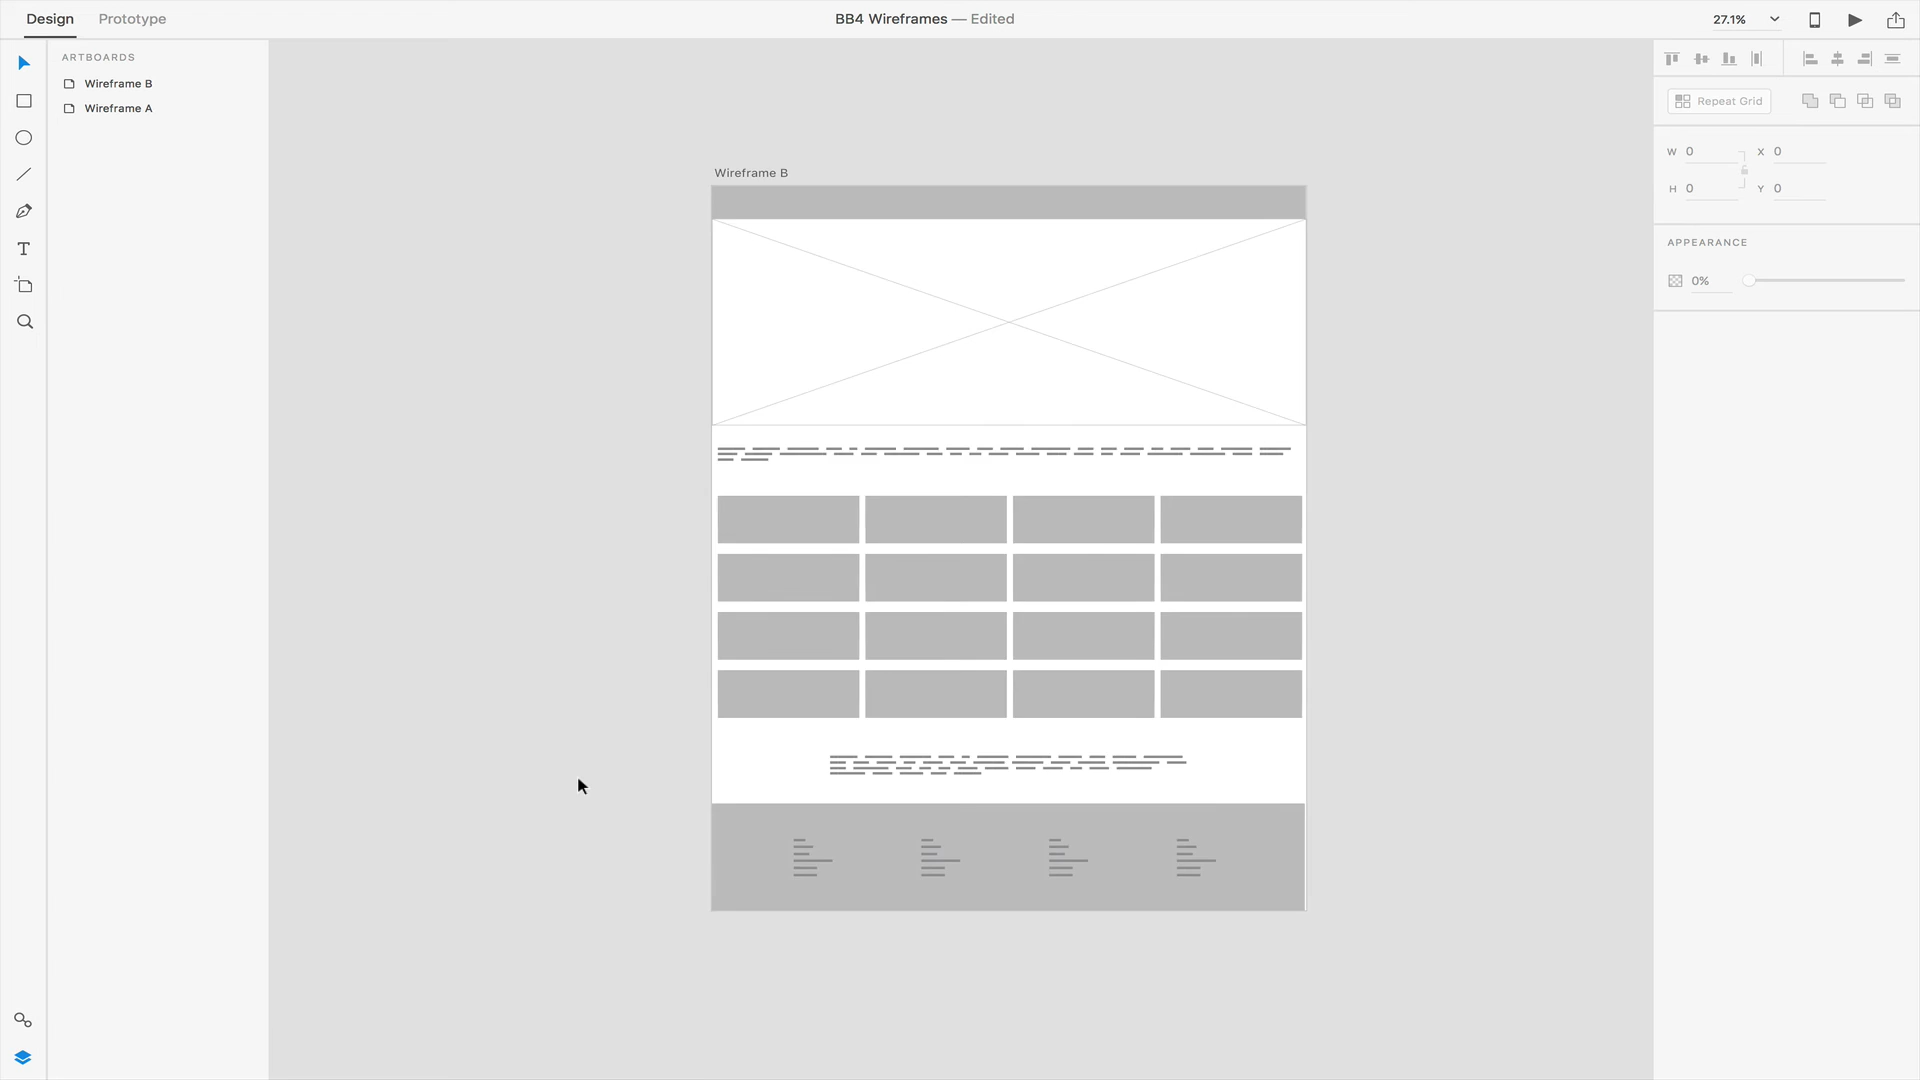 Design Prototype BB4 Wireframes — Edited 27.1%
ARTBOARDS
Wireframe B
Wireframe A
Wireframe B
T
Repeat Grid
W 0 X 0
H 0 Y 0
APPEARANCE
0%